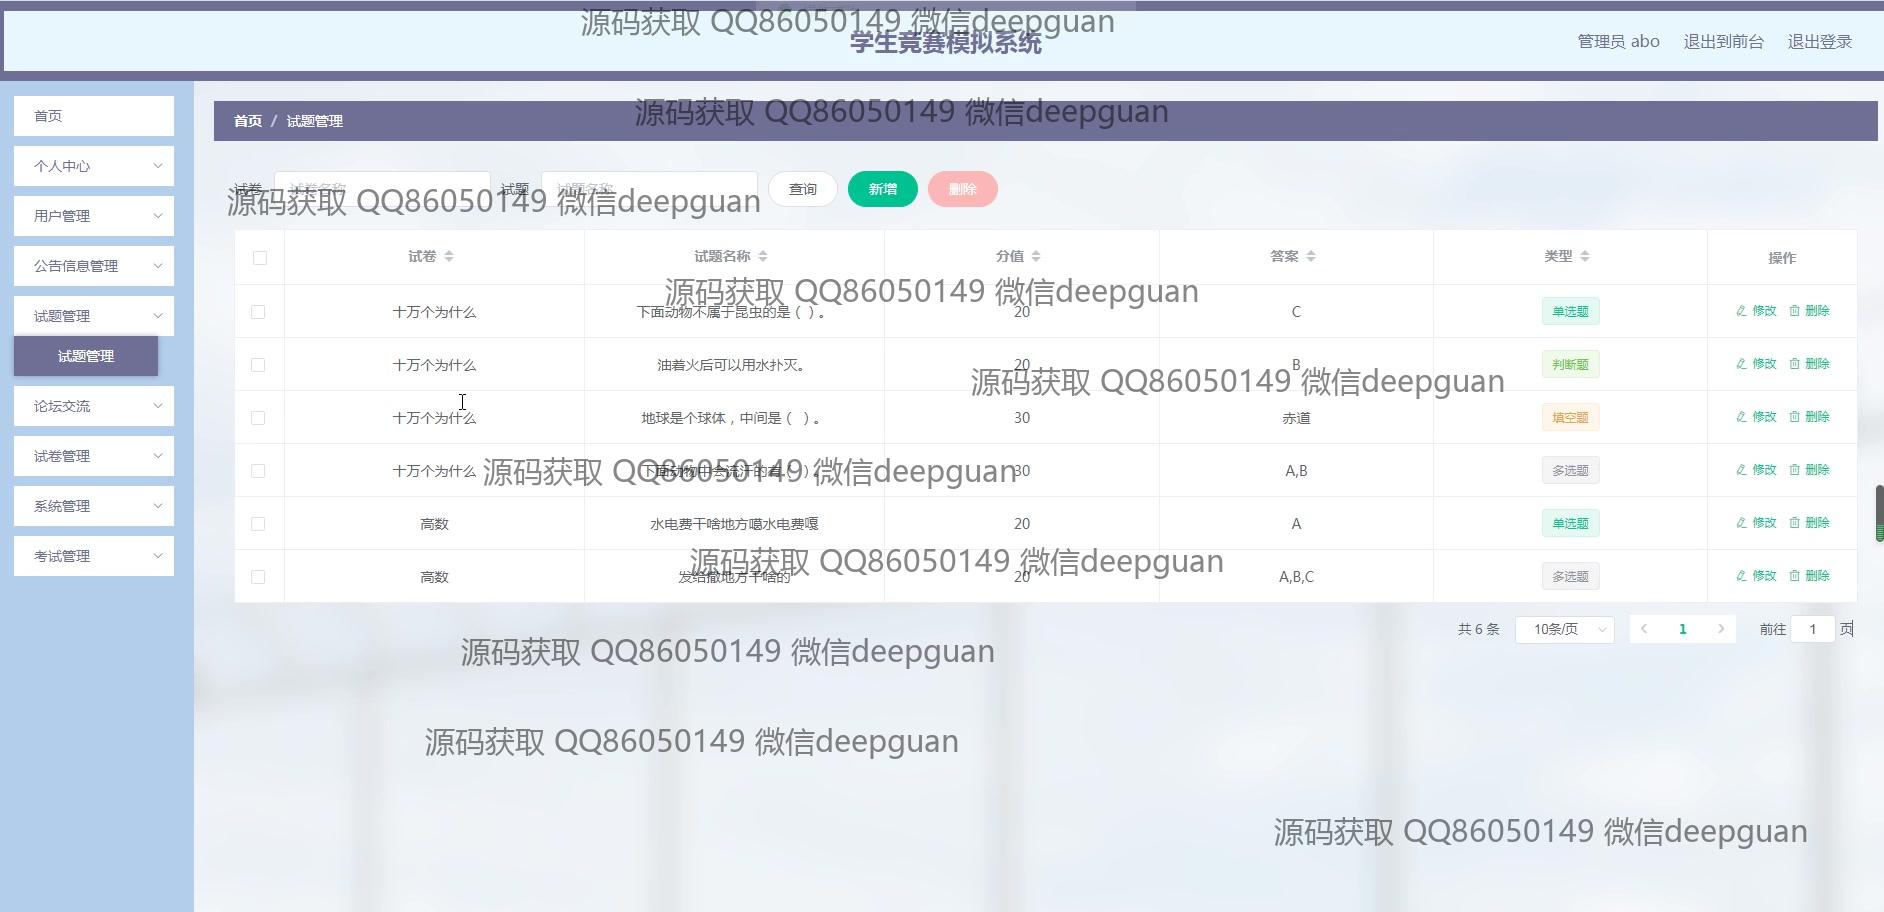 源码获取 QQ86050149 微信deepguan
学生竞赛模拟系统
管理员 abo 退出到前台 退出登录
源码获取 QQ86050149 微信deepguan
首页 / 试题管理
首页
个人中心
用户管理
公告信息管理
试题管理
试题管理
论坛交流
试卷管理
系统管理
考试管理
试卷 试卷名称 试题 试题名称 查询 新增 删除
源码获取 QQ86050149 微信deepguan
试卷 试题名称 分值 答案 类型 操作
源码获取 QQ86050149 微信deepguan
十万个为什么 下面动物不属于昆虫的是（ ）。 20 C 单选题 修改 删除
十万个为什么 油着火后可以用水扑灭。 20 B 判断题 修改 删除
源码获取 QQ86050149 微信deepguan
十万个为什么 地球是个球体，中间是（ ）。 30 赤道 填空题 修改 删除
十万个为什么 下面动物中会流汗的有（ ）。 30 A,B 多选题 修改 删除
源码获取 QQ86050149 微信deepguan
高数 水电费干啥地方噶水电费嘎 20 A 单选题 修改 删除
源码获取 QQ86050149 微信deepguan
高数 发给撒地方干啥的 20 A,B,C 多选题 修改 删除
共 6 条 10条/页 1 前往 1 页
源码获取 QQ86050149 微信deepguan
源码获取 QQ86050149 微信deepguan
源码获取 QQ86050149 微信deepguan